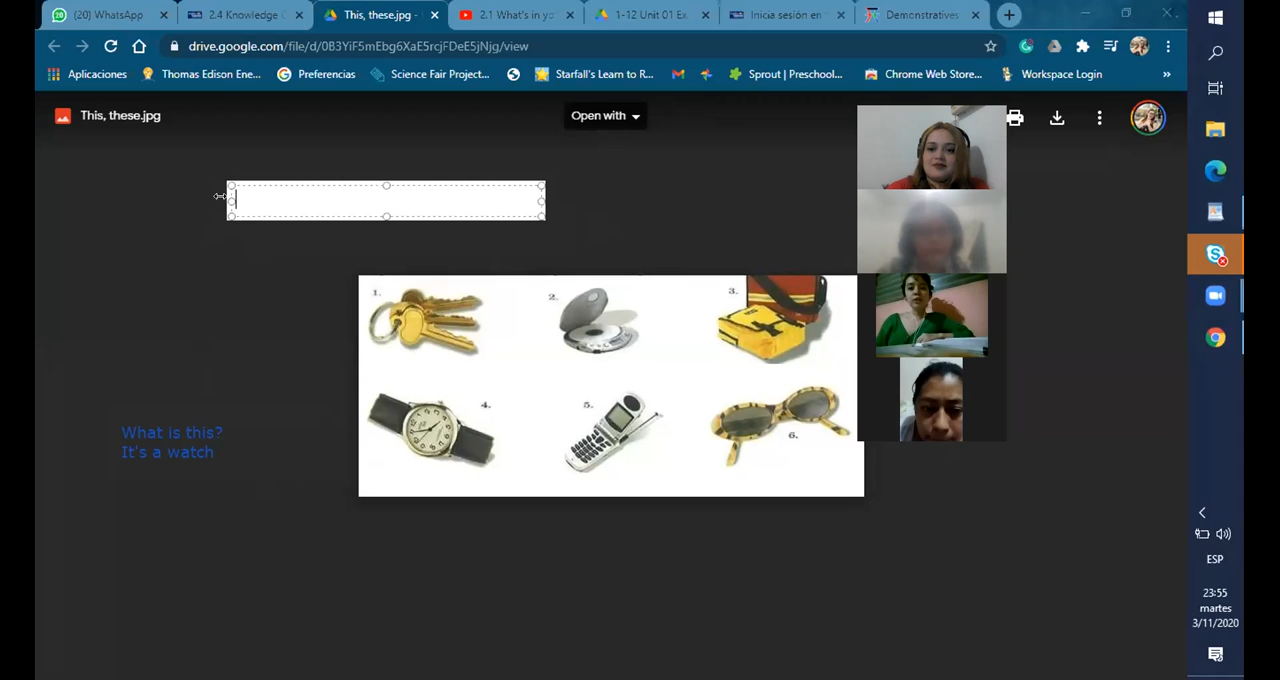 (20) WhatsApp
2.4 Knowledge C
This, these.jpg -
2.1 What's in yo
1-12 Unit 01 Ex
Inicia sesión en
Demonstratives
drive.google.com/file/d/0B3YiF5mEbg6XaE5rcjFDeE5jNjg/view
Aplicaciones
Thomas Edison Ene...
Preferencias
Science Fair Project...
Starfall's Learn to R...
Sprout | Preschool...
Chrome Web Store...
Workspace Login
»
This, these.jpg
Open with
1.
2.
3.
4.
5.
6.
What is this?
It's a watch
ESP
23:55
martes
3/11/2020